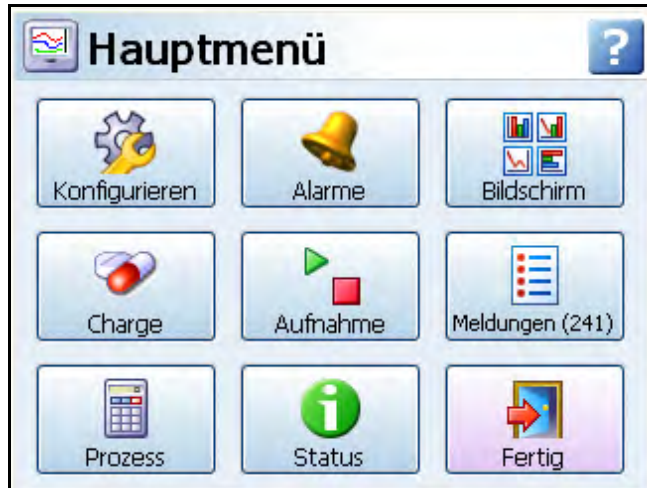 Hauptmenü
?
Konfigurieren
Alarme
Bildschirm
Charge
Aufnahme
Meldungen (241)
Prozess
Status
Fertig